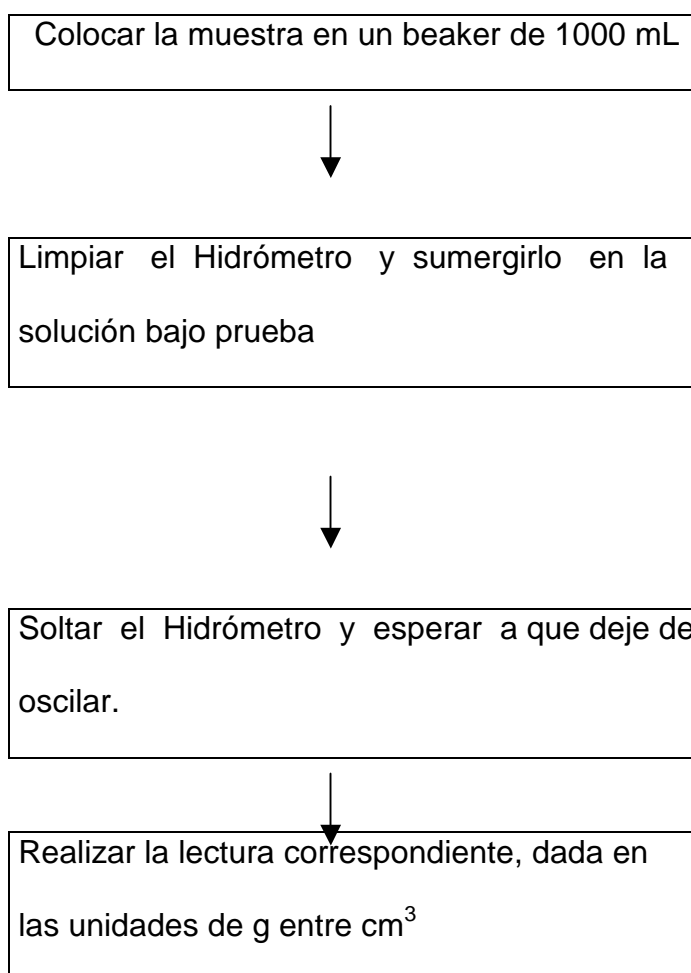 Colocar la muestra en un beaker de 1000 mL
Limpiar el Hidrómetro y sumergirlo en la
solución bajo prueba
Soltar el Hidrómetro y esperar a que deje de
oscilar.
Realizar la lectura correspondiente, dada en
las unidades de g entre cm³